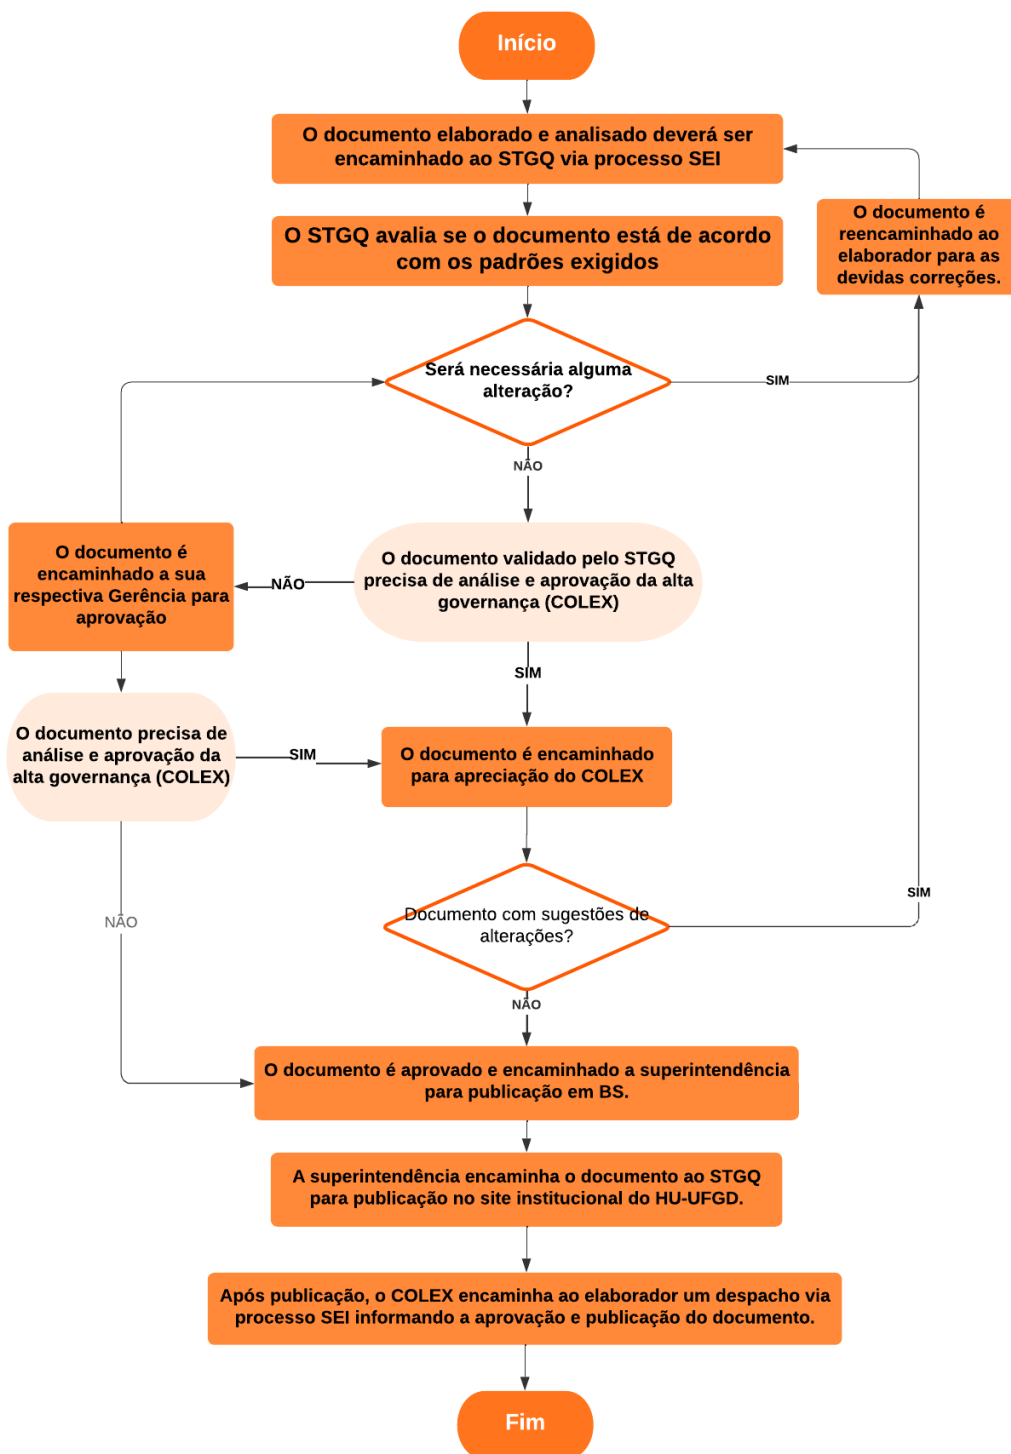 Início
O documento elaborado e analisado deverá ser
encaminhado ao STGQ via processo SEI
O documento é
reencaminhado ao
elaborador para as
devidas correções.
O STGQ avalia se o documento está de acordo
com os padrões exigidos
Será necessária alguma
alteração?
SIM
NÃO
O documento validado pelo STGQ
precisa de análise e aprovação da alta
governança (COLEX)
NÃO
O documento é
encaminhado a sua
respectiva Gerência para
aprovação
SIM
O documento precisa de
análise e aprovação da
alta governança (COLEX)
SIM
O documento é encaminhado
para apreciação do COLEX
NÃO
Documento com sugestões de
alterações?
SIM
NÃO
O documento é aprovado e encaminhado a superintendência
para publicação em BS.
A superintendência encaminha o documento ao STGQ
para publicação no site institucional do HU-UFGD.
Após publicação, o COLEX encaminha ao elaborador um despacho via
processo SEI informando a aprovação e publicação do documento.
Fim